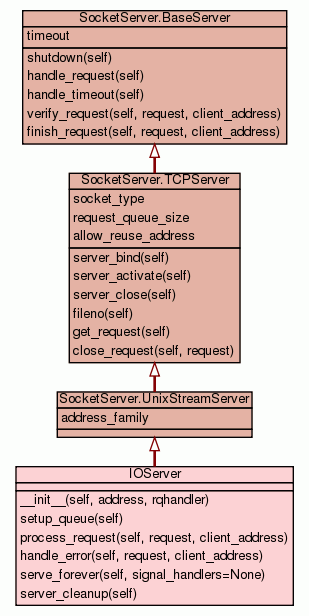 SocketServer.BaseServer
timeout
shutdown(self)
handle_request(self)
handle_timeout(self)
verify_request(self, request, client_address)
finish_request(self, request, client_address)
SocketServer.TCPServer
socket_type
request_queue_size
allow_reuse_address
server_bind(self)
server_activate(self)
server_close(self)
fileno(self)
get_request(self)
close_request(self, request)
SocketServer.UnixStreamServer
address_family
IOServer
__init__(self, address, rqhandler)
setup_queue(self)
process_request(self, request, client_address)
handle_error(self, request, client_address)
serve_forever(self, signal_handlers=None)
server_cleanup(self)